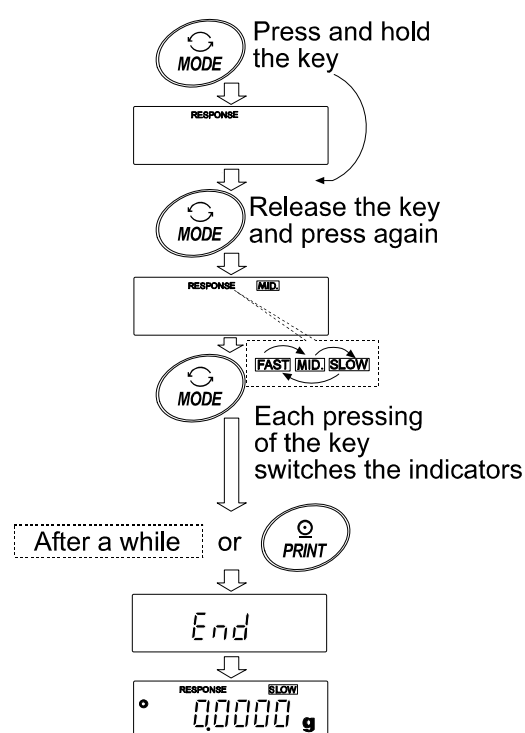 MODE
Press and hold
the key
RESPONSE
MODE
Release the key
and press again
RESPONSE MID.
FAST MID. SLOW
MODE
Each pressing
of the key
switches the indicators
After a while or PRINT
End
RESPONSE SLOW
0.0000 g